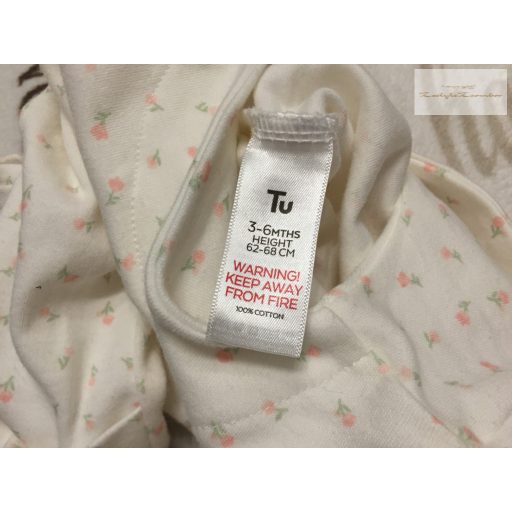 Tu
3-6MTHS
HEIGHT
62-68 CM
WARNING!
KEEP AWAY
FROM FIRE
100% COTTON